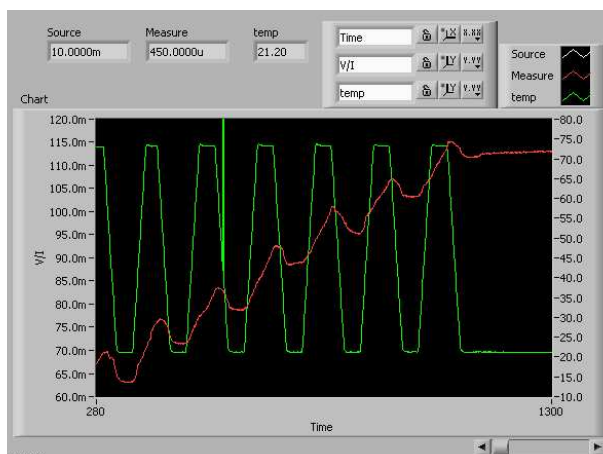 Source Measure temp
10.0000m 450.0000u 21.20
Time X.XX
V/I Y.YY
temp Y.YY
Source
Measure
temp
Chart
120.0m
115.0m
110.0m
105.0m
100.0m
95.0m
90.0m
85.0m
80.0m
75.0m
70.0m
65.0m
60.0m
V/I
80.0
75.0
70.0
65.0
60.0
55.0
50.0
45.0
40.0
35.0
30.0
25.0
20.0
15.0
10.0
280 1300
Time